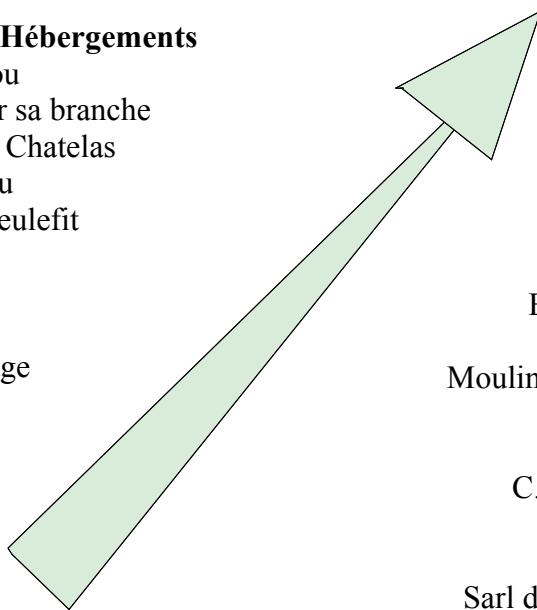 Hébergements
ou
r sa branche
Chatelas
u
eulefit
ge
E
Moulin
C.
Sarl d